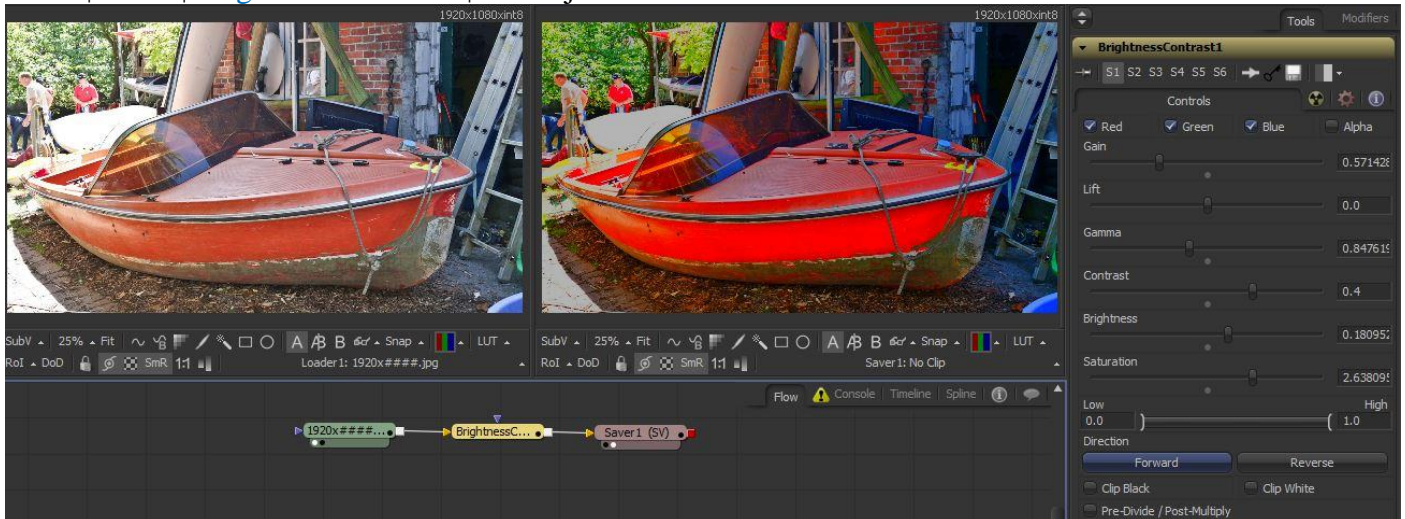 1920x1080xint8
1920x1080xint8
SubV 25% Fit A B Snap LUT
RoI DoD SmR 1:1 Loader1: 1920x####.jpg
SubV 25% Fit A B Snap LUT
RoI DoD SmR 1:1 Saver1: No Clip
Flow Console Timeline Spline
1920x####... BrightnessC... Saver1 (SV)
Tools Modifiers
BrightnessContrast1
S1 S2 S3 S4 S5 S6
Controls
Red Green Blue Alpha
Gain
0.571428
Lift
0.0
Gamma
0.847619
Contrast
0.4
Brightness
0.180952
Saturation
2.638095
Low High
0.0 1.0
Direction
Forward Reverse
Clip Black Clip White
Pre-Divide / Post-Multiply